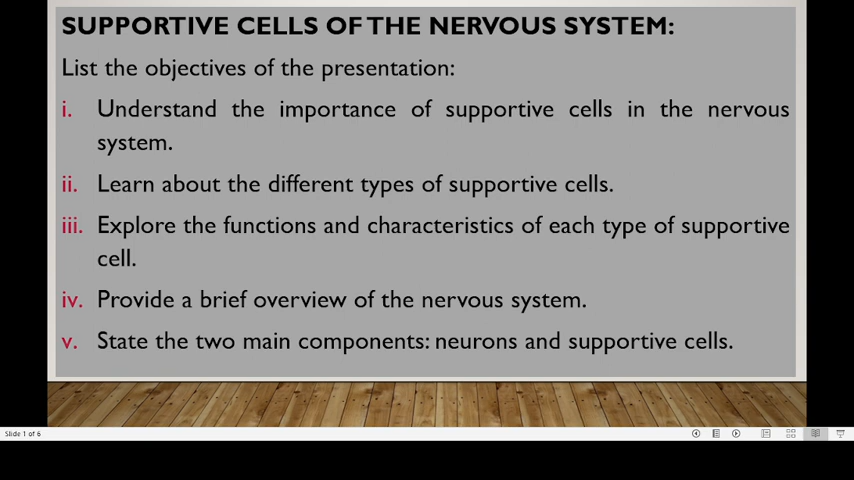 SUPPORTIVE CELLS OF THE NERVOUS SYSTEM:
List the objectives of the presentation:
i. Understand the importance of supportive cells in the nervous
system.
ii. Learn about the different types of supportive cells.
iii. Explore the functions and characteristics of each type of supportive
cell.
iv. Provide a brief overview of the nervous system.
v. State the two main components: neurons and supportive cells.
Slide 1 of 6